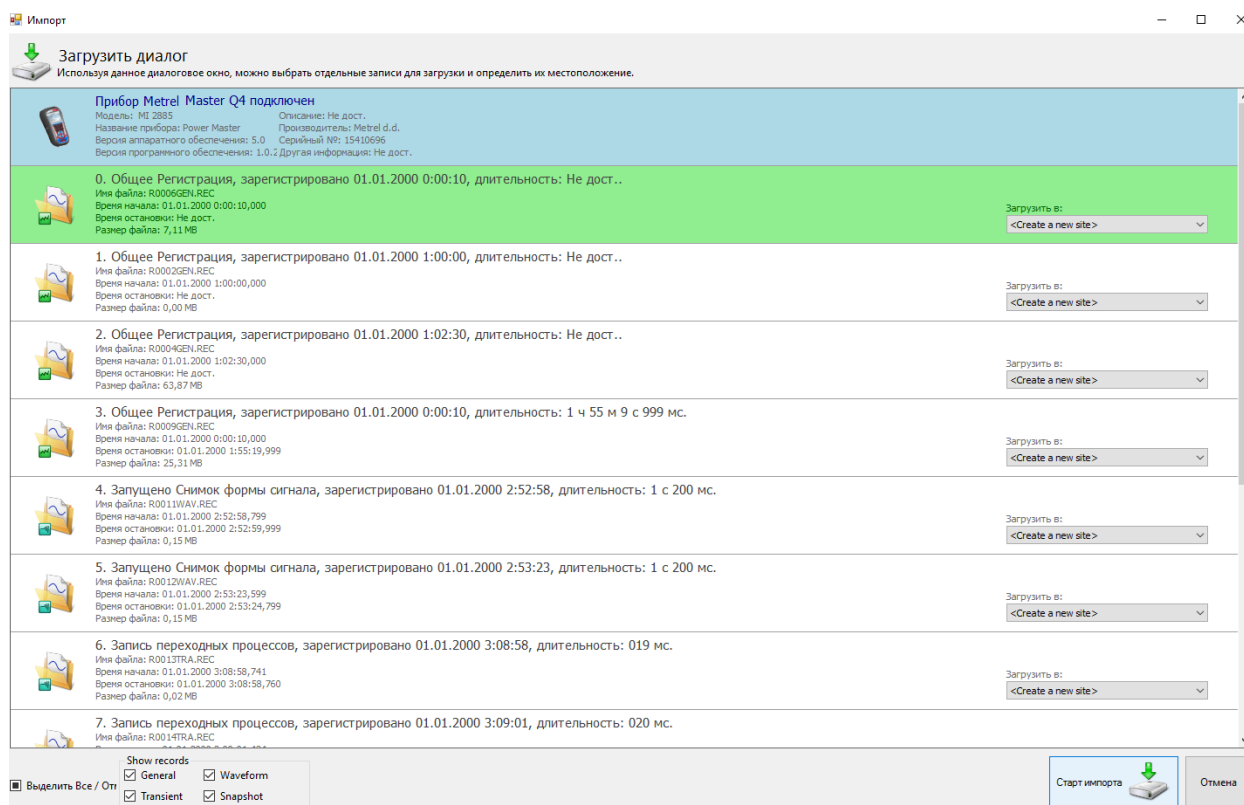 Импорт
Загрузить диалог
Используя данное диалоговое окно, можно выбрать отдельные записи для загрузки и определить их местоположение.
Прибор Metrel Master Q4 подключен
Модель: MI 2885 Описание: Не дост.
Название прибора: Power Master Производитель: Metrel d.d.
Версия аппаратного обеспечения: 5.0 Серийный №: 15410696
Версия программного обеспечения: 1.0.2 Другая информация: Не дост.
0. Общее Регистрация, зарегистрировано 01.01.2000 0:00:10, длительность: Не дост..
Имя файла: R0006GEN.REC
Время начала: 01.01.2000 0:00:10,000
Время остановки: Не дост.
Размер файла: 7,11 MB
Загрузить в:
<Create a new site>
1. Общее Регистрация, зарегистрировано 01.01.2000 1:00:00, длительность: Не дост..
Имя файла: R0002GEN.REC
Время начала: 01.01.2000 1:00:00,000
Время остановки: Не дост.
Размер файла: 0,00 MB
Загрузить в:
<Create a new site>
2. Общее Регистрация, зарегистрировано 01.01.2000 1:02:30, длительность: Не дост..
Имя файла: R0004GEN.REC
Время начала: 01.01.2000 1:02:30,000
Время остановки: Не дост.
Размер файла: 63,87 MB
Загрузить в:
<Create a new site>
3. Общее Регистрация, зарегистрировано 01.01.2000 0:00:10, длительность: 1 ч 55 м 9 с 999 мс.
Имя файла: R0009GEN.REC
Время начала: 01.01.2000 0:00:10,000
Время остановки: 01.01.2000 1:55:19,999
Размер файла: 25,31 MB
Загрузить в:
<Create a new site>
4. Запущено Снимок формы сигнала, зарегистрировано 01.01.2000 2:52:58, длительность: 1 с 200 мс.
Имя файла: R0011WAV.REC
Время начала: 01.01.2000 2:52:58,799
Время остановки: 01.01.2000 2:52:59,999
Размер файла: 0,15 MB
Загрузить в:
<Create a new site>
5. Запущено Снимок формы сигнала, зарегистрировано 01.01.2000 2:53:23, длительность: 1 с 200 мс.
Имя файла: R0012WAV.REC
Время начала: 01.01.2000 2:53:23,599
Время остановки: 01.01.2000 2:53:24,799
Размер файла: 0,15 MB
Загрузить в:
<Create a new site>
6. Запись переходных процессов, зарегистрировано 01.01.2000 3:08:58, длительность: 019 мс.
Имя файла: R0013TRA.REC
Время начала: 01.01.2000 3:08:58,741
Время остановки: 01.01.2000 3:08:58,760
Размер файла: 0,02 MB
Загрузить в:
<Create a new site>
7. Запись переходных процессов, зарегистрировано 01.01.2000 3:09:01, длительность: 020 мс.
Имя файла: R0014TRA.REC
Show records
General Waveform
Выделить Все / От
Transient Snapshot
Старт импорта
Отмена